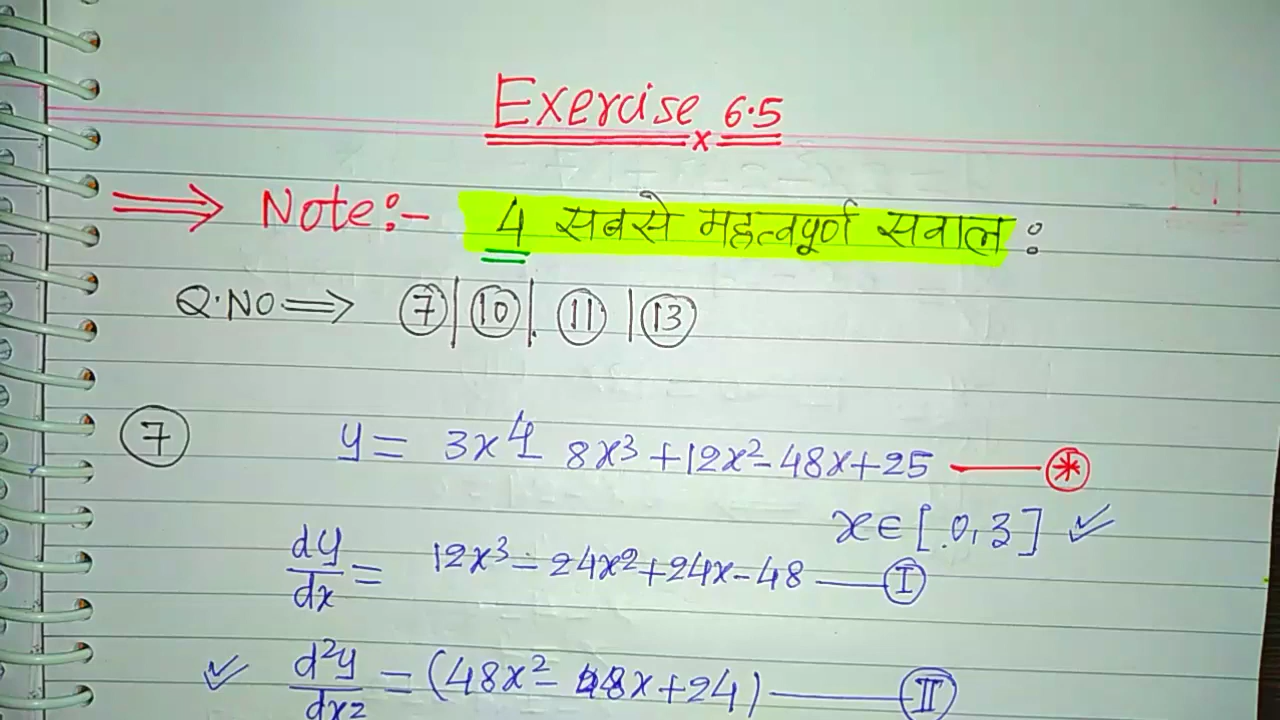 Exercise 6.5
⇒ Note:- 4 सबसे महत्वपूर्ण सवाल :
Q.NO ⇒ 7 | 10 | 11 | 13
7 y = 3x⁴ - 8x³ + 12x² - 48x + 25 — *
x ∈ [0, 3] ✓
dy/dx = 12x³ - 24x² + 24x - 48 — I
✓ d²y/dx² = (48x² - 48x + 24) — II